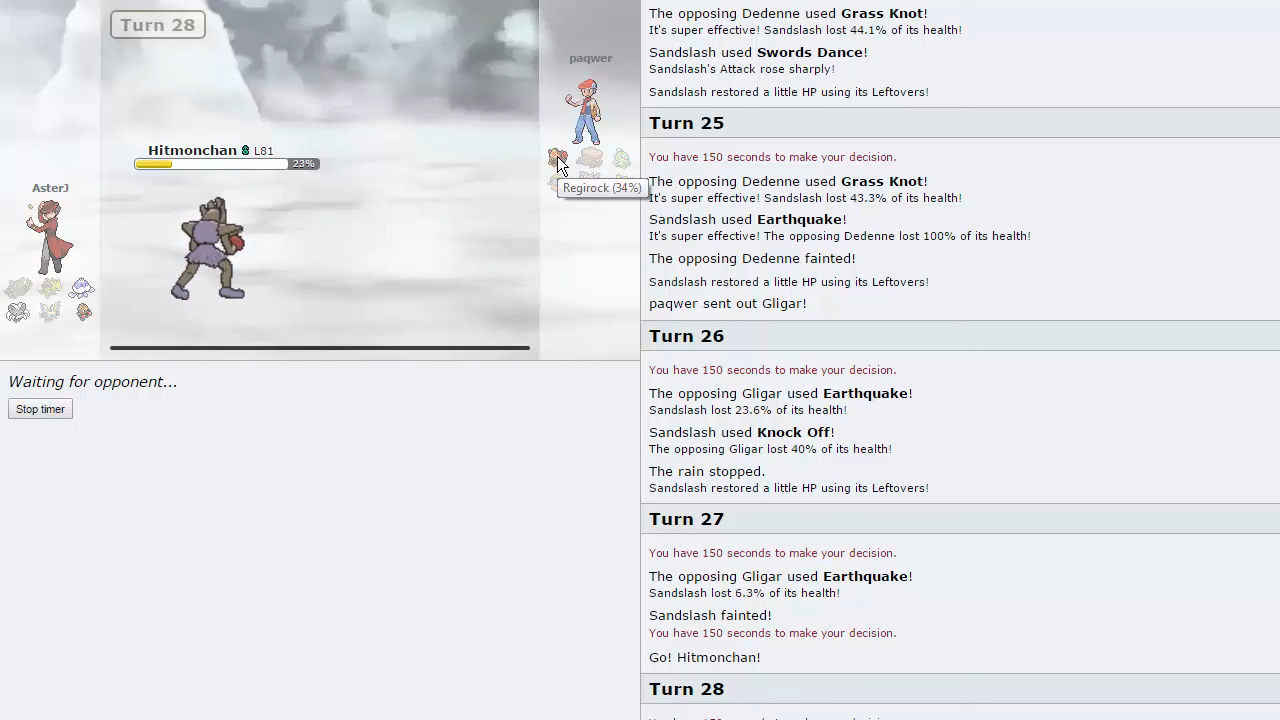 Turn 28
paqwer
Hitmonchan L81
23%
Regirock (34%)
AsterJ
Waiting for opponent...
Stop timer
The opposing Dedenne used Grass Knot!
It's super effective! Sandslash lost 44.1% of its health!
Sandslash used Swords Dance!
Sandslash's Attack rose sharply!
Sandslash restored a little HP using its Leftovers!
Turn 25
You have 150 seconds to make your decision.
The opposing Dedenne used Grass Knot!
It's super effective! Sandslash lost 43.3% of its health!
Sandslash used Earthquake!
It's super effective! The opposing Dedenne lost 100% of its health!
The opposing Dedenne fainted!
Sandslash restored a little HP using its Leftovers!
paqwer sent out Gligar!
Turn 26
You have 150 seconds to make your decision.
The opposing Gligar used Earthquake!
Sandslash lost 23.6% of its health!
Sandslash used Knock Off!
The opposing Gligar lost 40% of its health!
The rain stopped.
Sandslash restored a little HP using its Leftovers!
Turn 27
You have 150 seconds to make your decision.
The opposing Gligar used Earthquake!
Sandslash lost 6.3% of its health!
Sandslash fainted!
You have 150 seconds to make your decision.
Go! Hitmonchan!
Turn 28